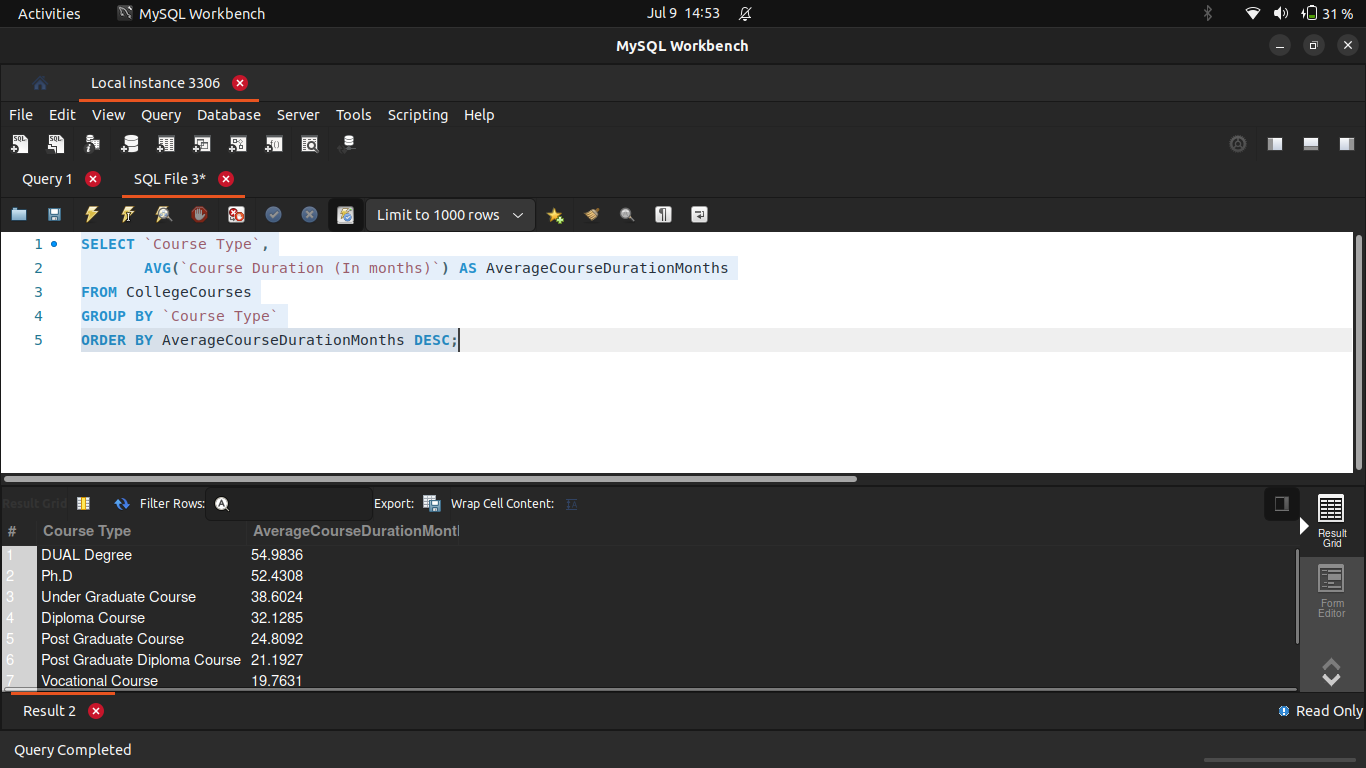 Activities MySQL Workbench Jul 9 14:53 31 %
MySQL Workbench
Local instance 3306
File Edit View Query Database Server Tools Scripting Help
Query 1 SQL File 3*
Limit to 1000 rows
1 SELECT `Course Type`,
2 AVG(`Course Duration (In months)`) AS AverageCourseDurationMonths
3 FROM CollegeCourses
4 GROUP BY `Course Type`
5 ORDER BY AverageCourseDurationMonths DESC;
Result Grid Filter Rows: Export: Wrap Cell Content:
# Course Type AverageCourseDurationMont
1 DUAL Degree 54.9836
2 Ph.D 52.4308
3 Under Graduate Course 38.6024
4 Diploma Course 32.1285
5 Post Graduate Course 24.8092
6 Post Graduate Diploma Course 21.1927
7 Vocational Course 19.7631
Result
Grid
Form
Editor
Result 2 Read Only
Query Completed